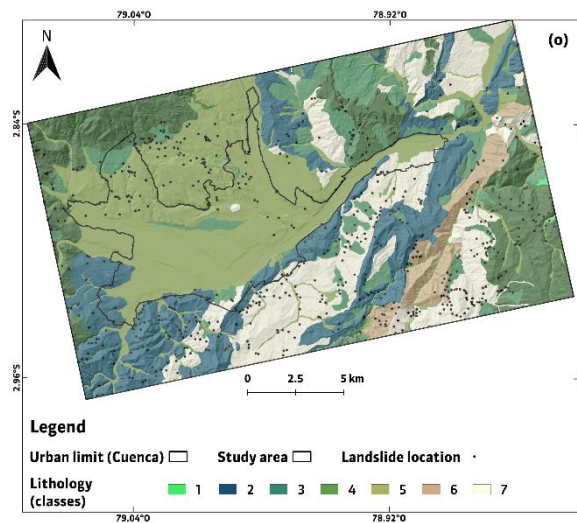 79.04°O 78.92°O
N
(o)
2.84°S
2.96°S
0 2.5 5 km
Legend
Urban limit (Cuenca) Study area Landslide location
Lithology
(classes) 1 2 3 4 5 6 7
79.04°O 78.92°O